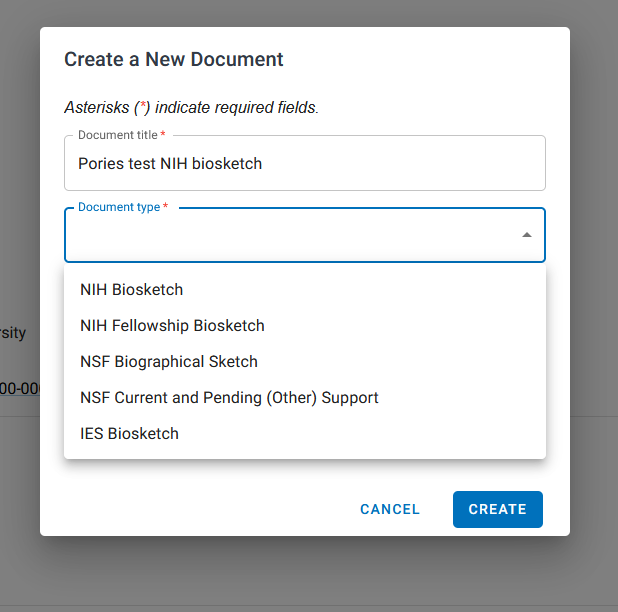 Create a New Document
Asterisks (*) indicate required fields.
Document title *
Pories test NIH biosketch
Document type *
NIH Biosketch
NIH Fellowship Biosketch
rsity
NSF Biographical Sketch
00-000
NSF Current and Pending (Other) Support
IES Biosketch
CANCEL CREATE